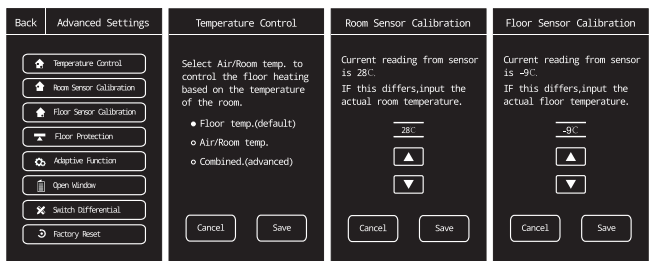 Back
Advanced Settings
Temperature Control
Room Sensor Calibration
Floor Sensor Calibration
Floor Protection
Adaptive Function
Open Window
Switch Differential
Factory Reset
Temperature Control
Select Air/Room temp. to
control the floor heating
based on the temperature
of the room.
Floor temp.(default)
Air/Room temp.
Combined.(advanced)
Cancel
Save
Room Sensor Calibration
Current reading from sensor
is 28℃.
IF this differs,input the
actual room temperature.
28℃
Cancel
Save
Floor Sensor Calibration
Current reading from sensor
is -9℃.
IF this differs,input the
actual floor temperature.
-9℃
Cancel
Save